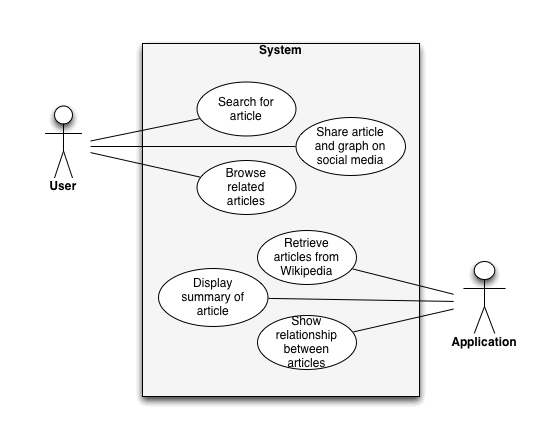 System
Search for
article
Share article
and graph on
social media
Browse
related
articles
User
Retrieve
articles from
Wikipedia
Display
summary of
article
Show
relationship
between
articles
Application